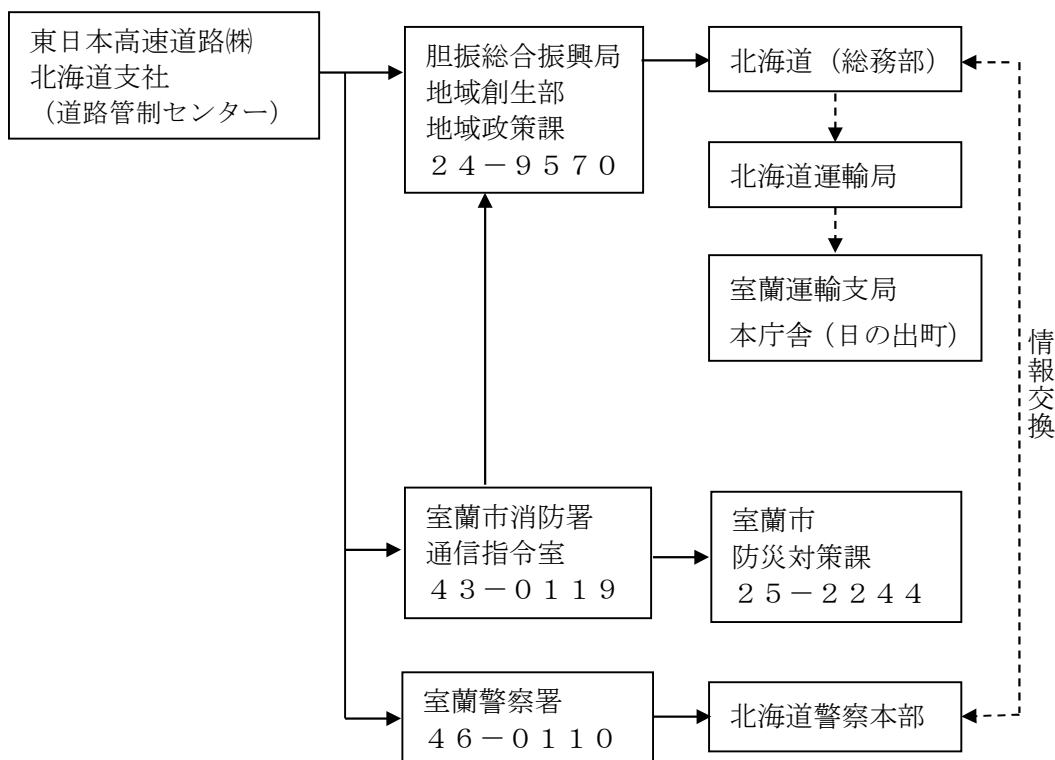 東日本高速道路㈱
北海道支社
（道路管制センター）
胆振総合振興局
地域創生部
地域政策課
２４－９５７０
北海道（総務部）
北海道運輸局
室蘭運輸支局
本庁舎（日の出町）
情報交換
室蘭市消防署
通信指令室
４３－０１１９
室蘭市
防災対策課
２５－２２４４
室蘭警察署
４６－０１１０
北海道警察本部